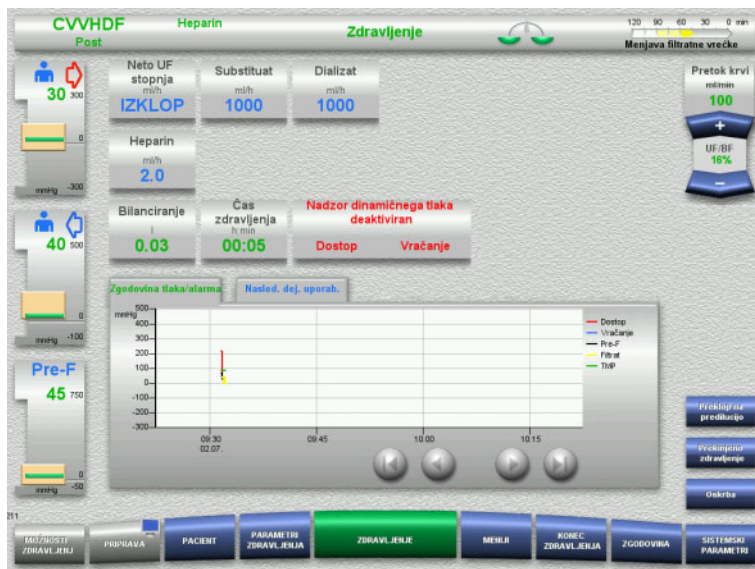 CVVHDF
Post
Heparin
Zdravljenje
120 90 60 30 0 min
Menjava filtratne vrečke
30 300
0
mmHg -300
Neto UF stopnja
ml/h
IZKLOP
Substituat
ml/h
1000
Dializat
ml/h
1000
Pretok krvi
ml/min
100
+
UF/BF
16%
−
Heparin
ml/h
2.0
40 500
0
mmHg -100
Bilanciranje
l
0.03
Čas zdravljenja
h:min
00:05
Nadzor dinamičnega tlaka
deaktiviran
Dostop Vračanje
Zgodovina tlaka/alarma
Nasled. dej. uporab.
mmHg
500
400
300
200
100
0
-100
-200
-300
09:30 09:45 10:00 10:15
02.07.
Dostop
Vračanje
Pre-F
Filtrat
TMP
Pre-F
45 750
0
mmHg -50
Preklop na
predilucijo
Prekinjeno
zdravljenje
Oskrba
211
MOŽNOSTI
ZDRAVLJENJ
PRIPRAVA
PACIENT
PARAMETRI
ZDRAVLJENJA
ZDRAVLJENJE
MENIJI
KONEC
ZDRAVLJENJA
ZGODOVINA
SISTEMSKI
PARAMETRI